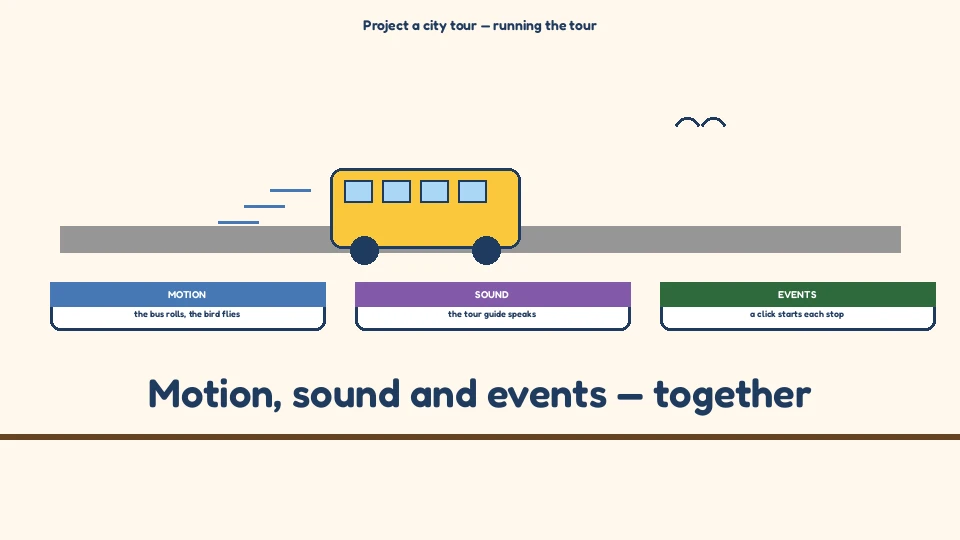 Project a city tour — running the tour
MOTION
the bus rolls, the bird flies
SOUND
the tour guide speaks
EVENTS
a click starts each stop
Motion, sound and events — together